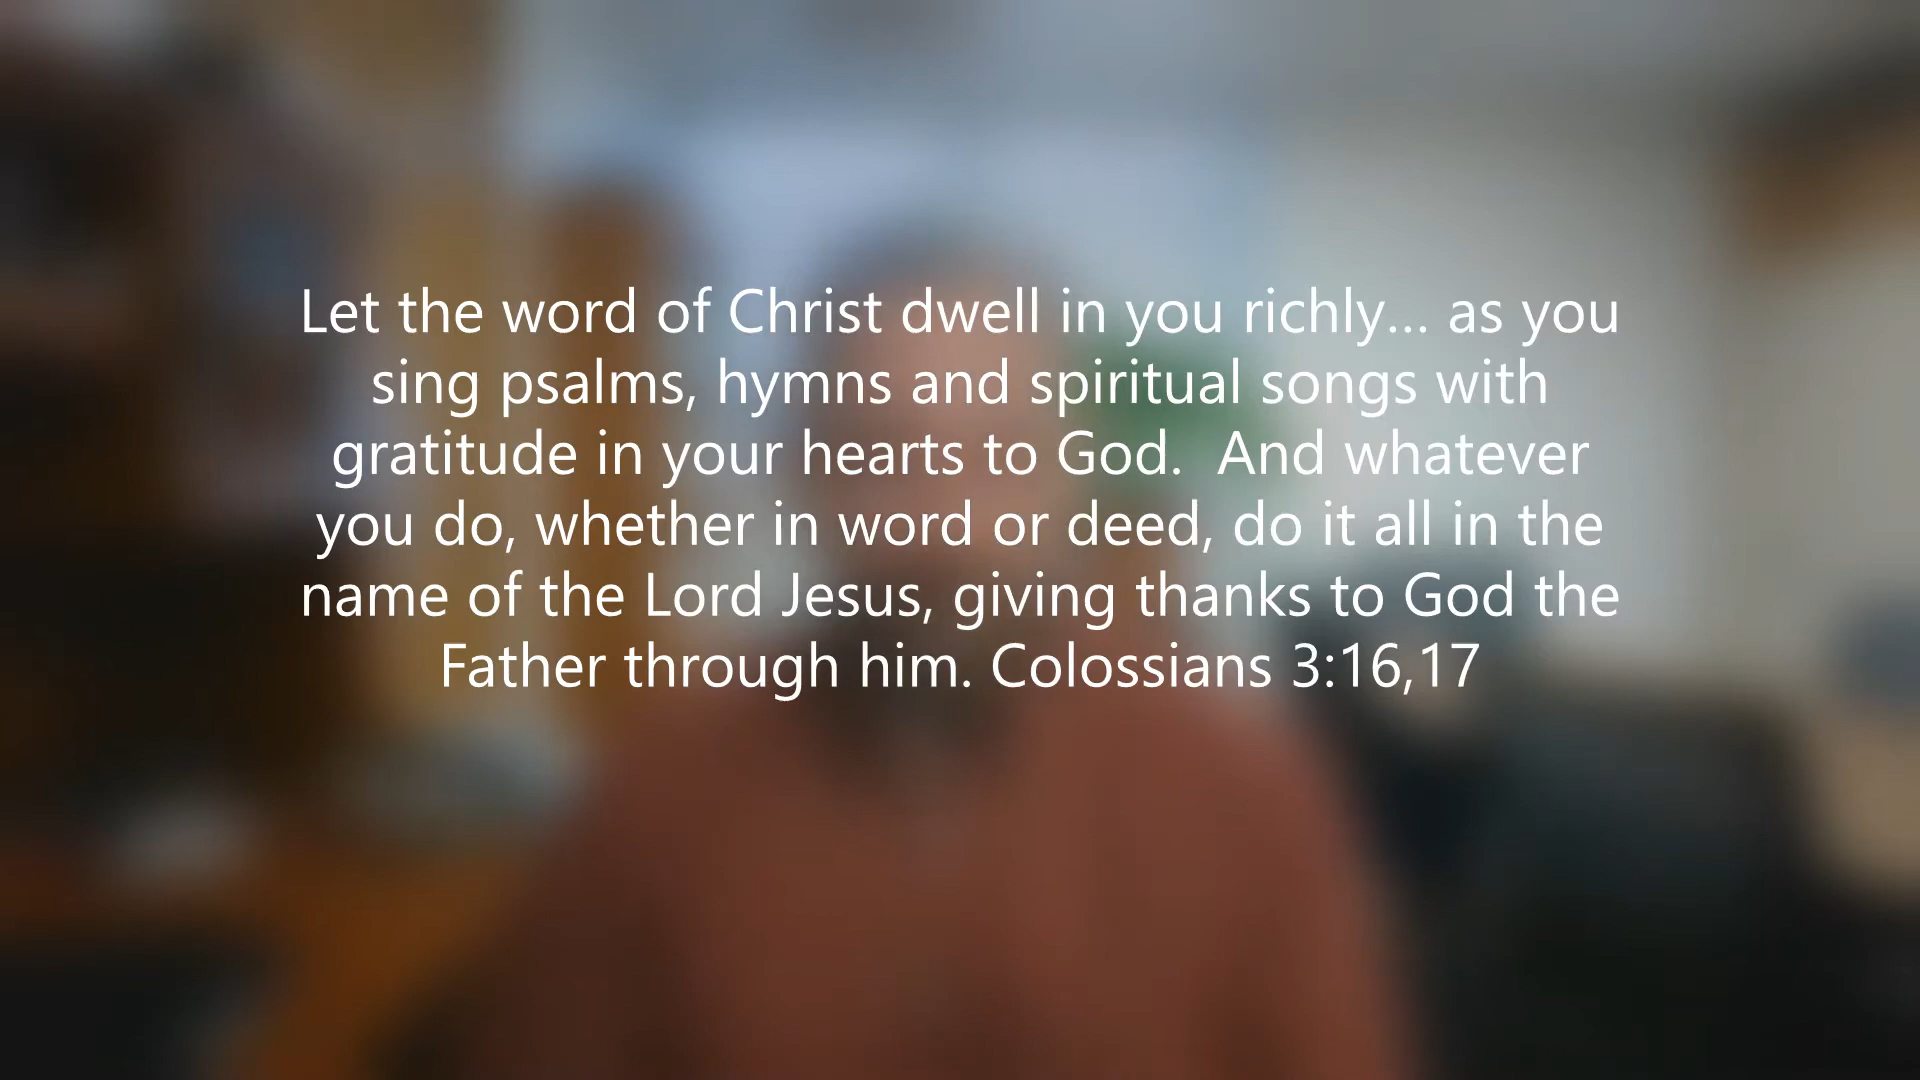 Let the word of Christ dwell in you richly... as you
sing psalms, hymns and spiritual songs with
gratitude in your hearts to God.  And whatever
you do, whether in word or deed, do it all in the
name of the Lord Jesus, giving thanks to God the
Father through him. Colossians 3:16,17